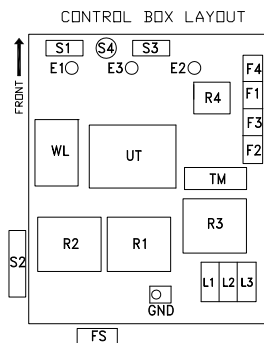 CONTROL BOX LAYOUT
FRONT
S1
S4
S3
E1
E3
E2
F4
F1
F3
F2
R4
WL
UT
TM
S2
R2
R1
R3
L1
L2
L3
GND
FS